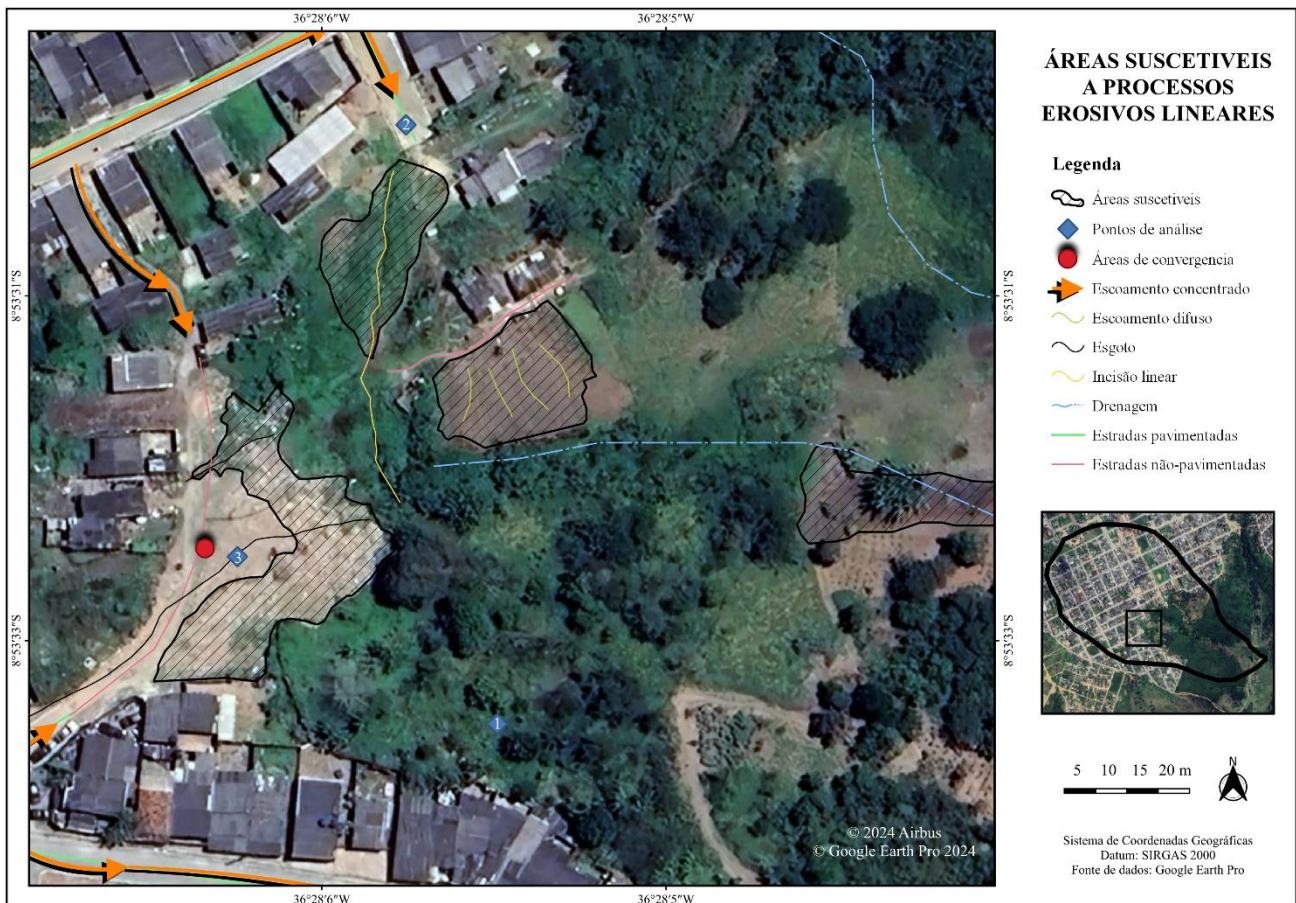 36°28'6"W
36°28'5"W
8°53'31"S
8°53'31"S
8°53'33"S
8°53'33"S
2
3
1
© 2024 Airbus
© Google Earth Pro 2024
36°28'6"W
36°28'5"W
ÁREAS SUSCETIVEIS
A PROCESSOS
EROSIVOS LINEARES
Legenda
Áreas suscetiveis
Pontos de análise
Áreas de convergencia
Escoamento concentrado
Escoamento difuso
Esgoto
Incisão linear
Drenagem
Estradas pavimentadas
Estradas não-pavimentadas
5 10 15 20 m
N
Sistema de Coordenadas Geográficas
Datum: SIRGAS 2000
Fonte de dados: Google Earth Pro